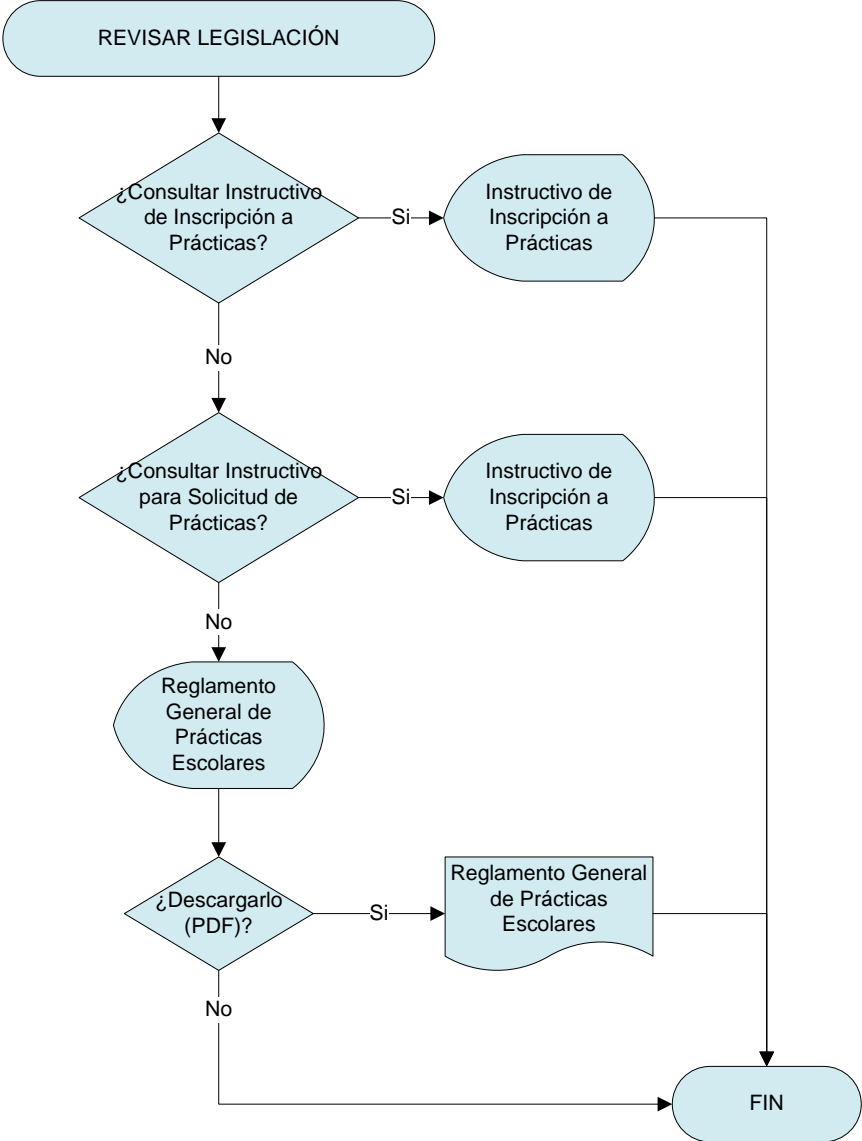 REVISAR LEGISLACIÓN
¿Consultar Instructivo
de Inscripción a
Prácticas?
Si
Instructivo de
Inscripción a
Prácticas
No
¿Consultar Instructivo
para Solicitud de
Prácticas?
Si
Instructivo de
Inscripción a
Prácticas
No
Reglamento
General de
Prácticas
Escolares
¿Descargarlo
(PDF)?
Si
Reglamento General
de Prácticas
Escolares
No
FIN